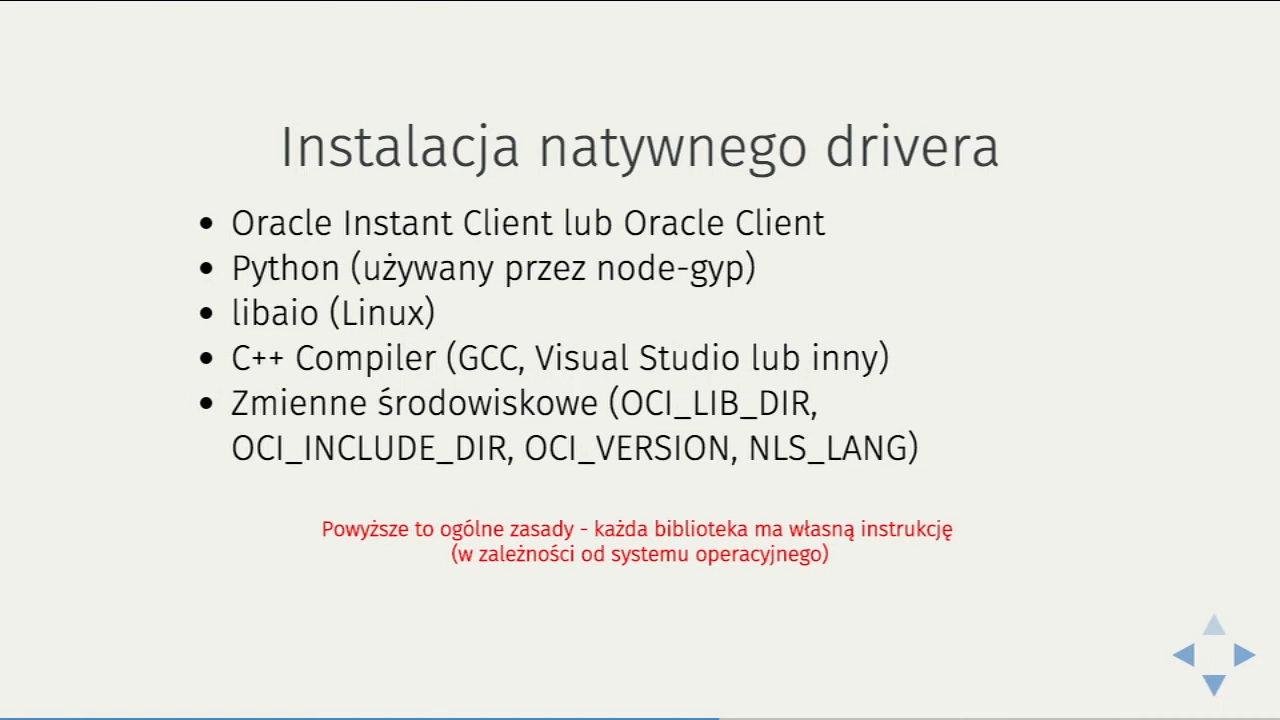 Instalacja natywnego drivera
Oracle Instant Client lub Oracle Client
Python (używany przez node-gyp)
libaio (Linux)
C++ Compiler (GCC, Visual Studio lub inny)
Zmienne środowiskowe (OCI_LIB_DIR,
OCI_INCLUDE_DIR, OCI_VERSION, NLS_LANG)
Powyższe to ogólne zasady - każda biblioteka ma własną instrukcję
(w zależności od systemu operacyjnego)